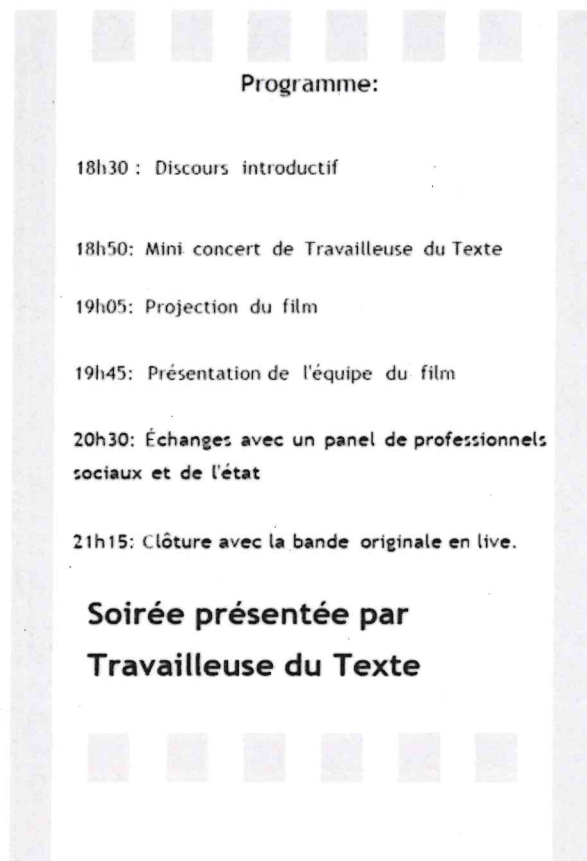 Programme:
18h30 : Discours introductif
18h50: Mini concert de Travailleuse du Texte
19h05: Projection du film
19h45: Présentation de l'équipe du film
20h30: Échanges avec un panel de professionnels
sociaux et de l'état
21h15: Clôture avec la bande originale en live.
Soirée présentée par
Travailleuse du Texte